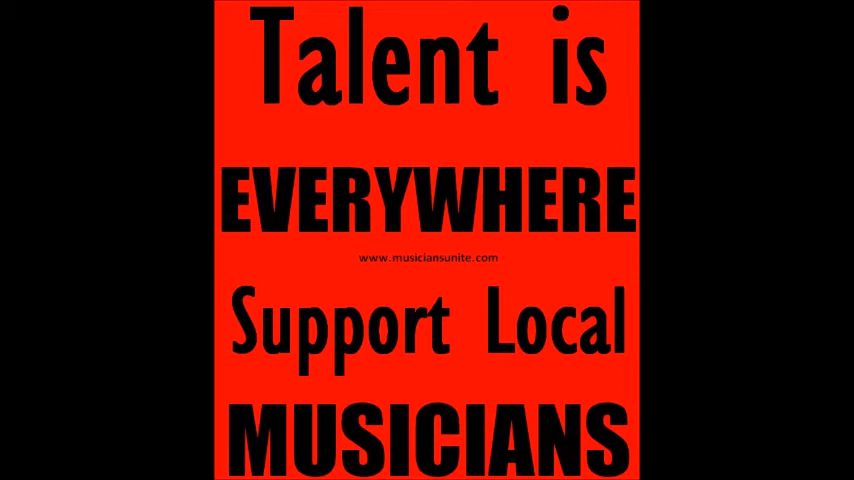 Talent is
EVERYWHERE
www.musiciansunite.com
Support Local
MUSICIANS